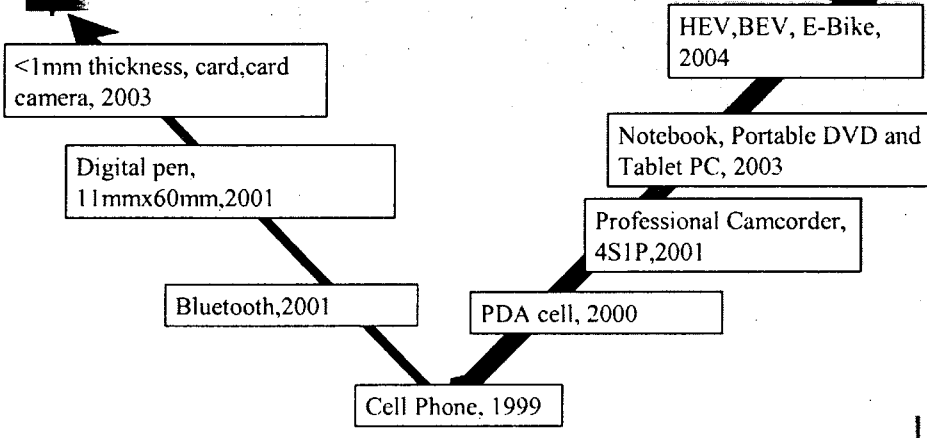 HEV,BEV, E-Bike,
2004
<1mm thickness, card,card
camera, 2003
Notebook, Portable DVD and
Tablet PC, 2003
Digital pen,
11mmx60mm,2001
Professional Camcorder,
4S1P,2001
Bluetooth,2001
PDA cell, 2000
Cell Phone, 1999